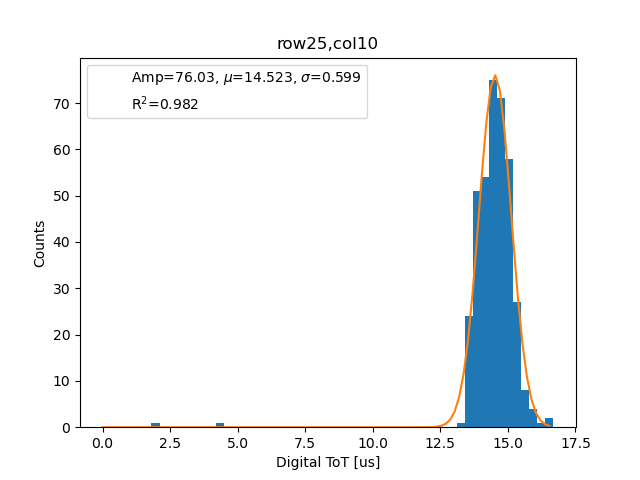 row25,col10
Amp=76.03, μ=14.523, σ=0.599
R²=0.982
Counts
70
60
50
40
30
20
10
0
0.0 2.5 5.0 7.5 10.0 12.5 15.0 17.5
Digital ToT [us]